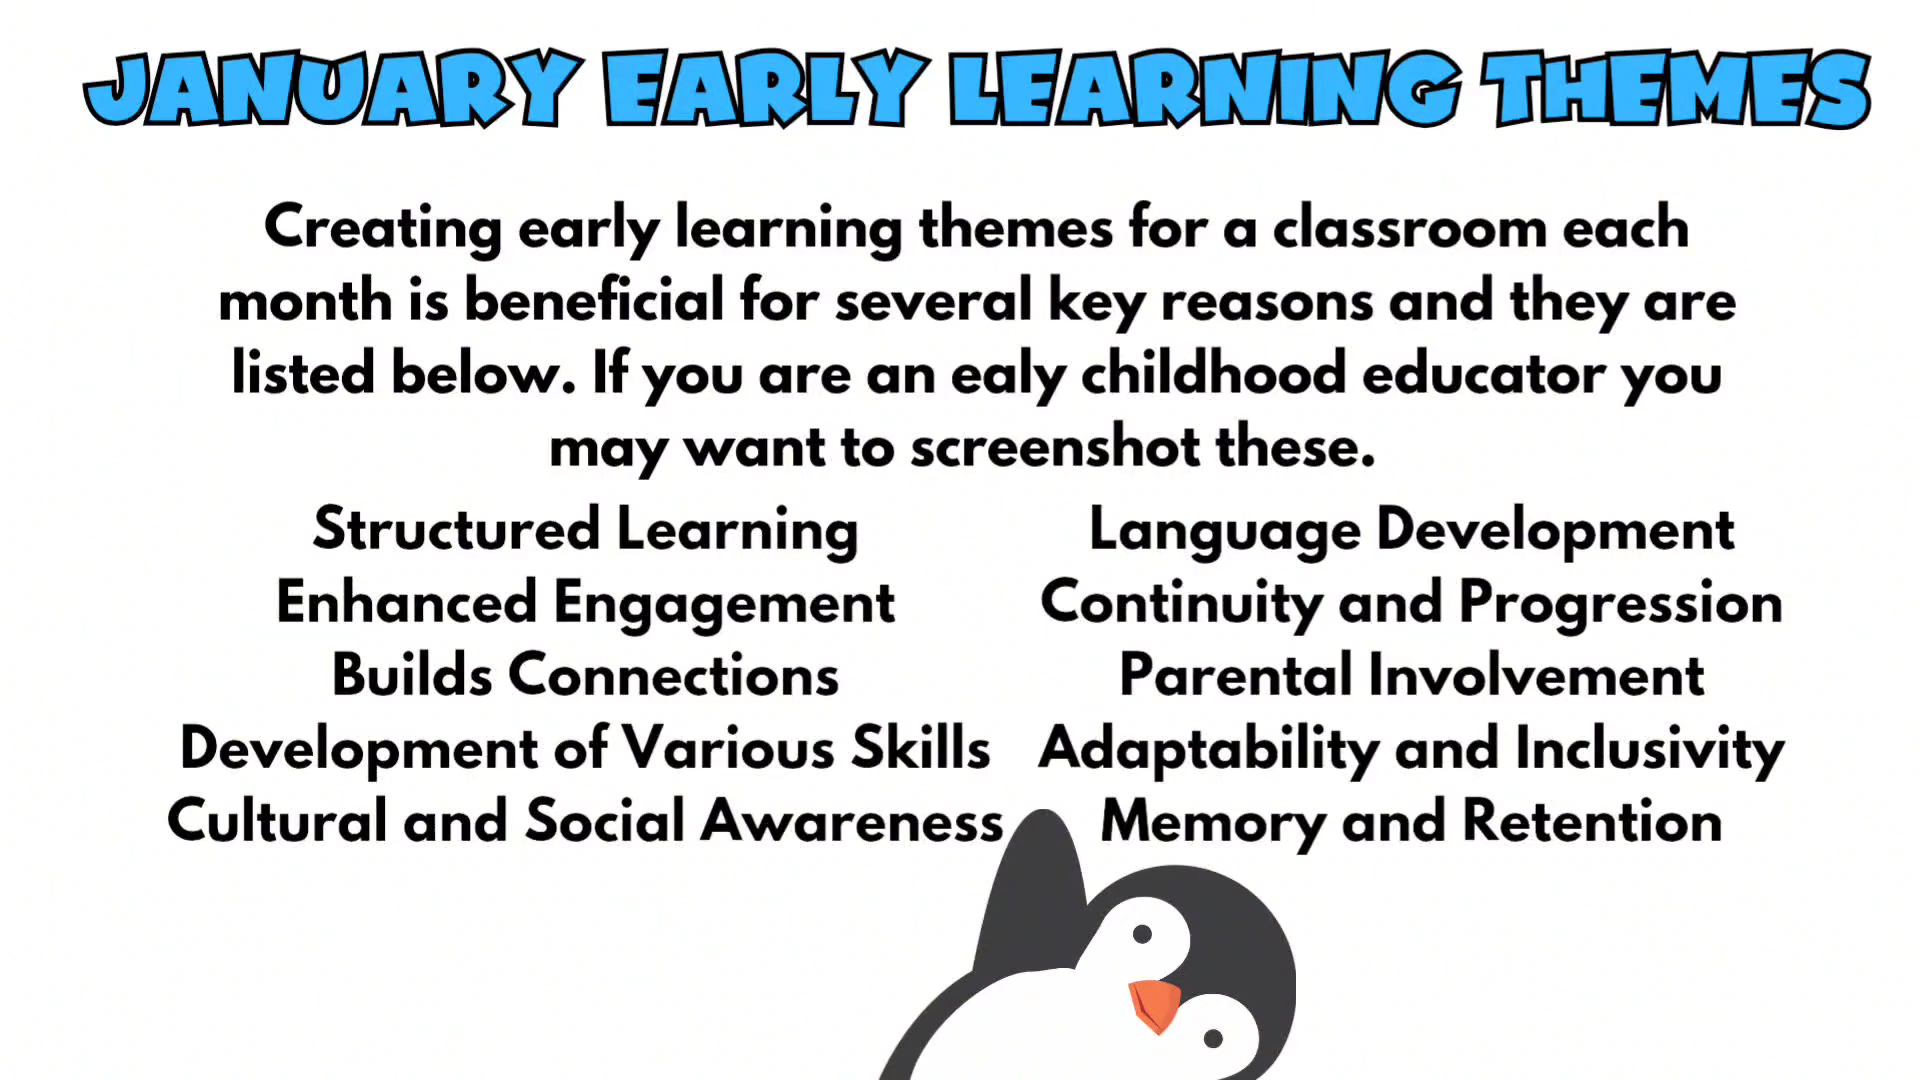 JANUARY EARLY LEARNING THEMES
Creating early learning themes for a classroom each
month is beneficial for several key reasons and they are
listed below. If you are an ealy childhood educator you
may want to screenshot these.
Structured Learning
Enhanced Engagement
Builds Connections
Development of Various Skills
Cultural and Social Awareness
Language Development
Continuity and Progression
Parental Involvement
Adaptability and Inclusivity
Memory and Retention